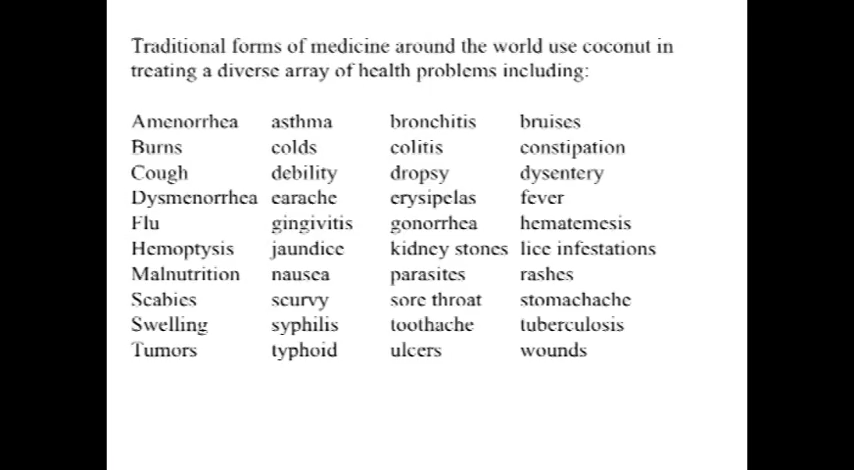 Traditional forms of medicine around the world use coconut in
treating a diverse array of health problems including:
Amenorrhea asthma bronchitis bruises
Burns colds colitis constipation
Cough debility dropsy dysentery
Dysmenorrhea earache erysipelas fever
Flu gingivitis gonorrhea hematemesis
Hemoptysis jaundice kidney stones lice infestations
Malnutrition nausea parasites rashes
Scabies scurvy sore throat stomachache
Swelling syphilis toothache tuberculosis
Tumors typhoid ulcers wounds